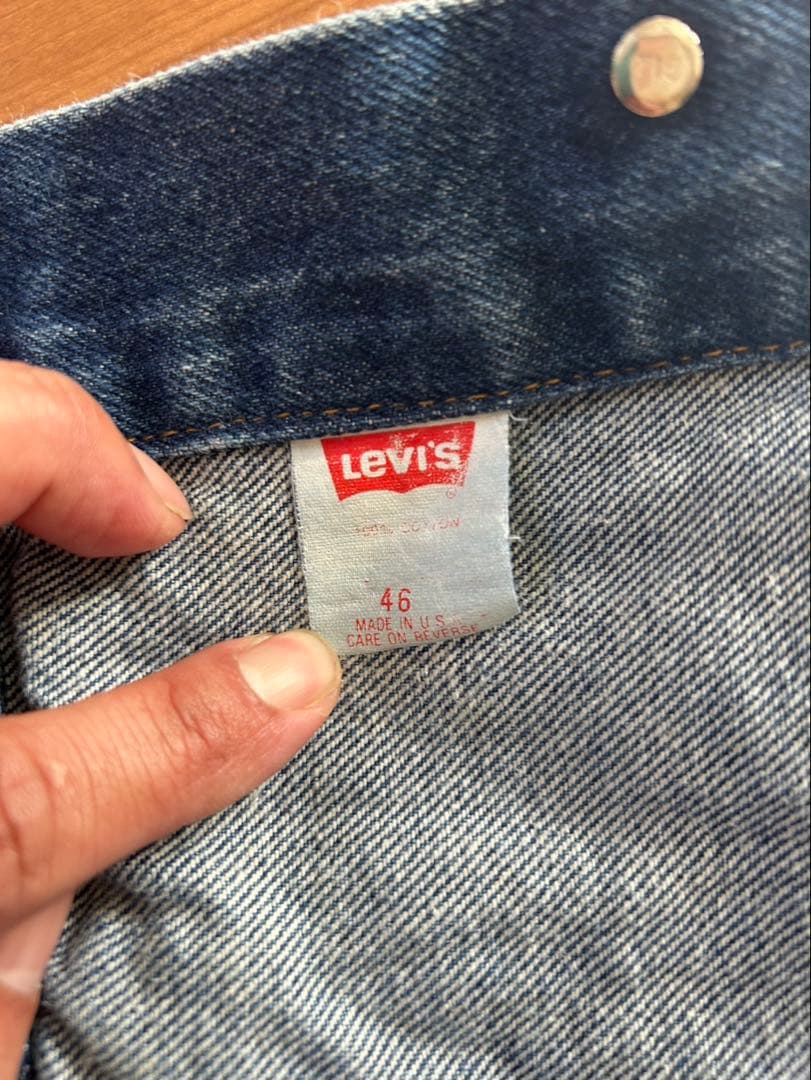 Levi's
®
100% COTTON
46
MADE IN U.S.
CARE ON REVERSE